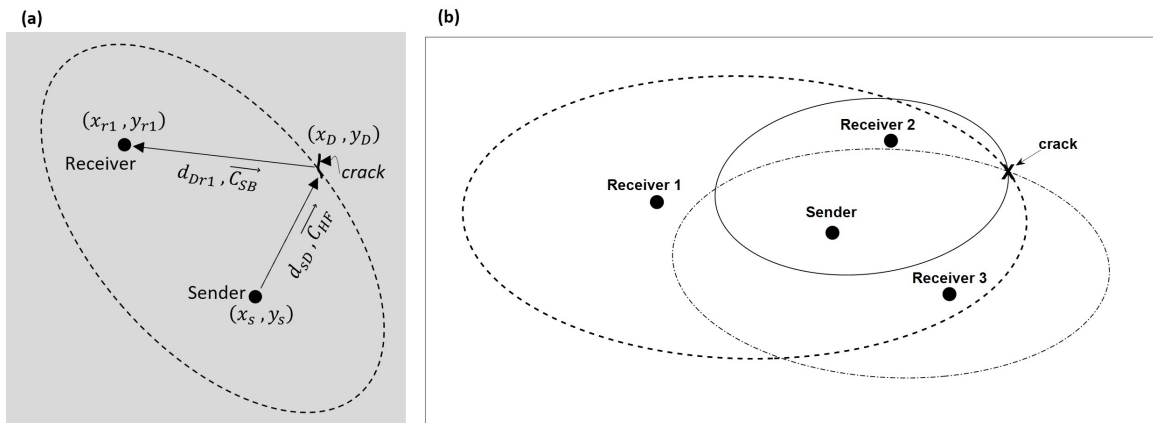 (a)
(x_{r1}, y_{r1})
Receiver
(x_D, y_D)
crack
d_{Dr1}, \overrightarrow{C_{SB}}
d_{sD}, \overrightarrow{C_{HF}}
Sender
(x_s, y_s)
(b)
Receiver 2
crack
Receiver 1
Sender
Receiver 3